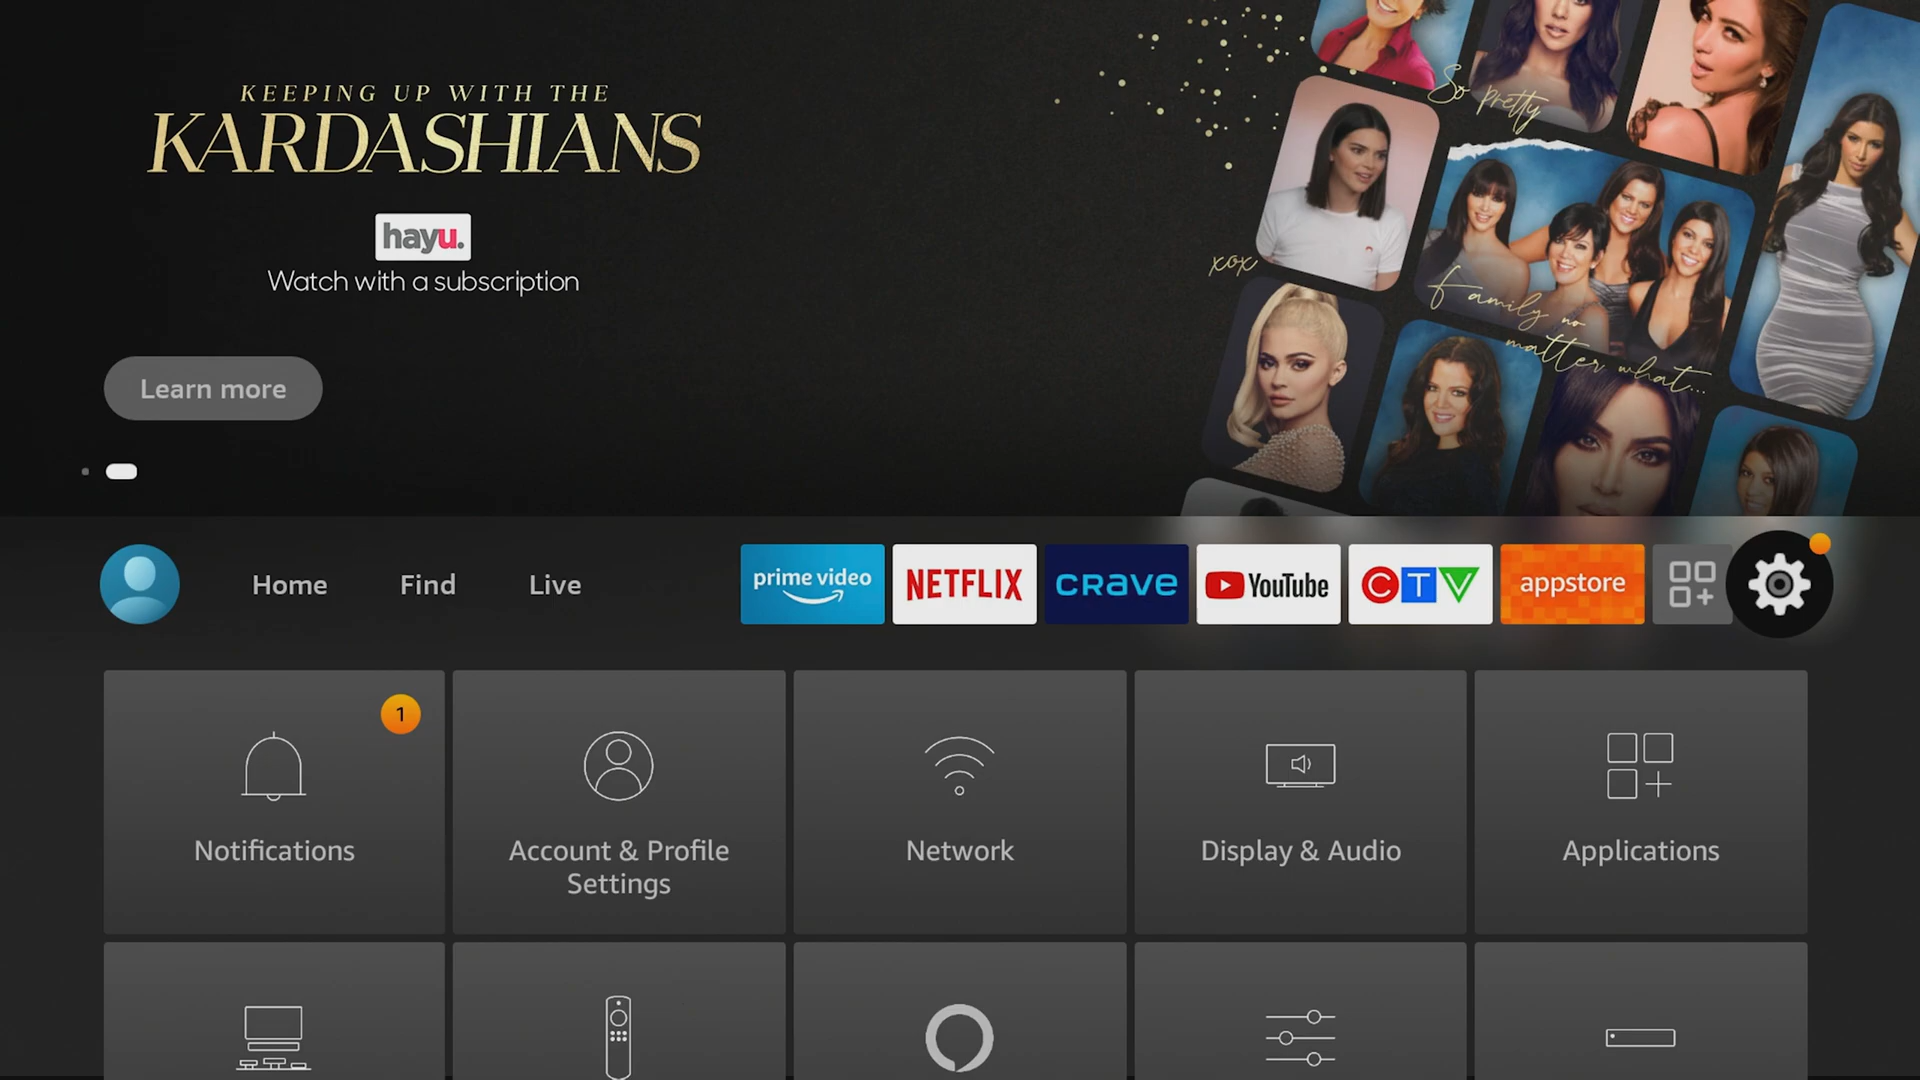 KEEPING UP WITH THE
KARDASHIANS
hayu.
Watch with a subscription
So pretty
xox
Family no
matter what...
Learn more
Home
Find
Live
prime video
NETFLIX
CRAVE
YouTube
CTV
appstore
1
Notifications
Account & Profile
Settings
Network
Display & Audio
Applications